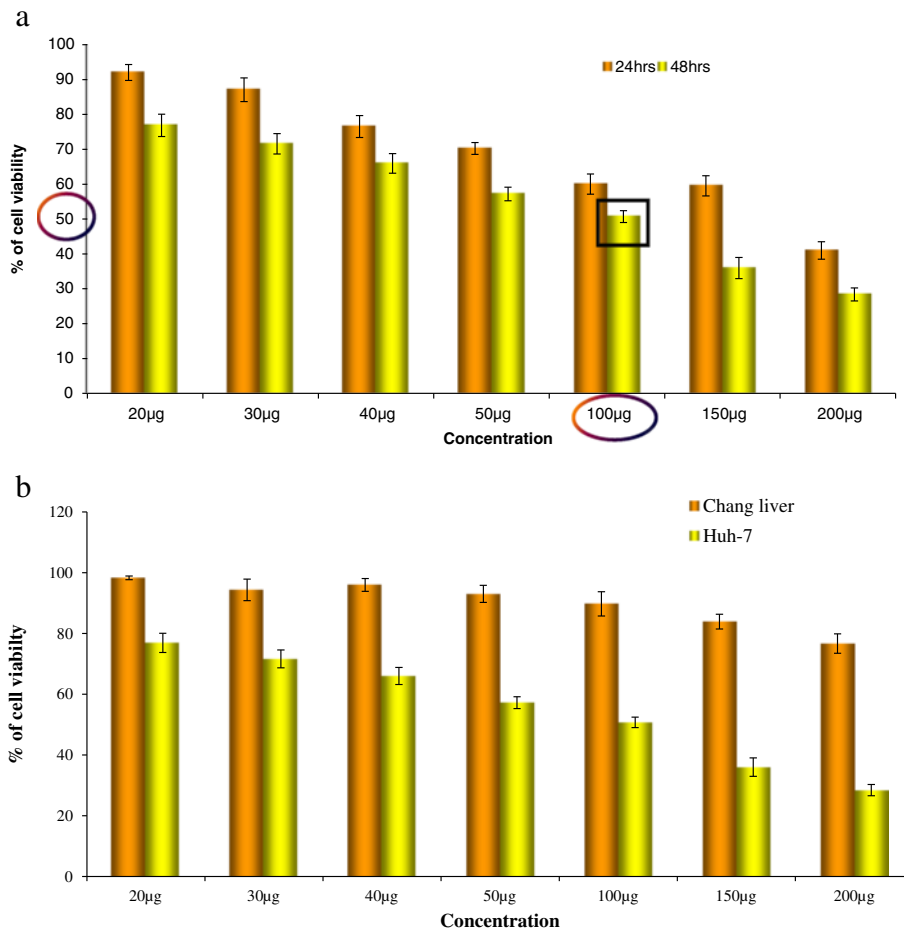 a
100
90
80
70
60
50
40
30
20
10
0
% of cell viability
24hrs 48hrs
20µg 30µg 40µg 50µg 100µg 150µg 200µg
Concentration
b
120
100
80
60
40
20
0
% of cell viabilty
Chang liver
Huh-7
20µg 30µg 40µg 50µg 100µg 150µg 200µg
Concentration